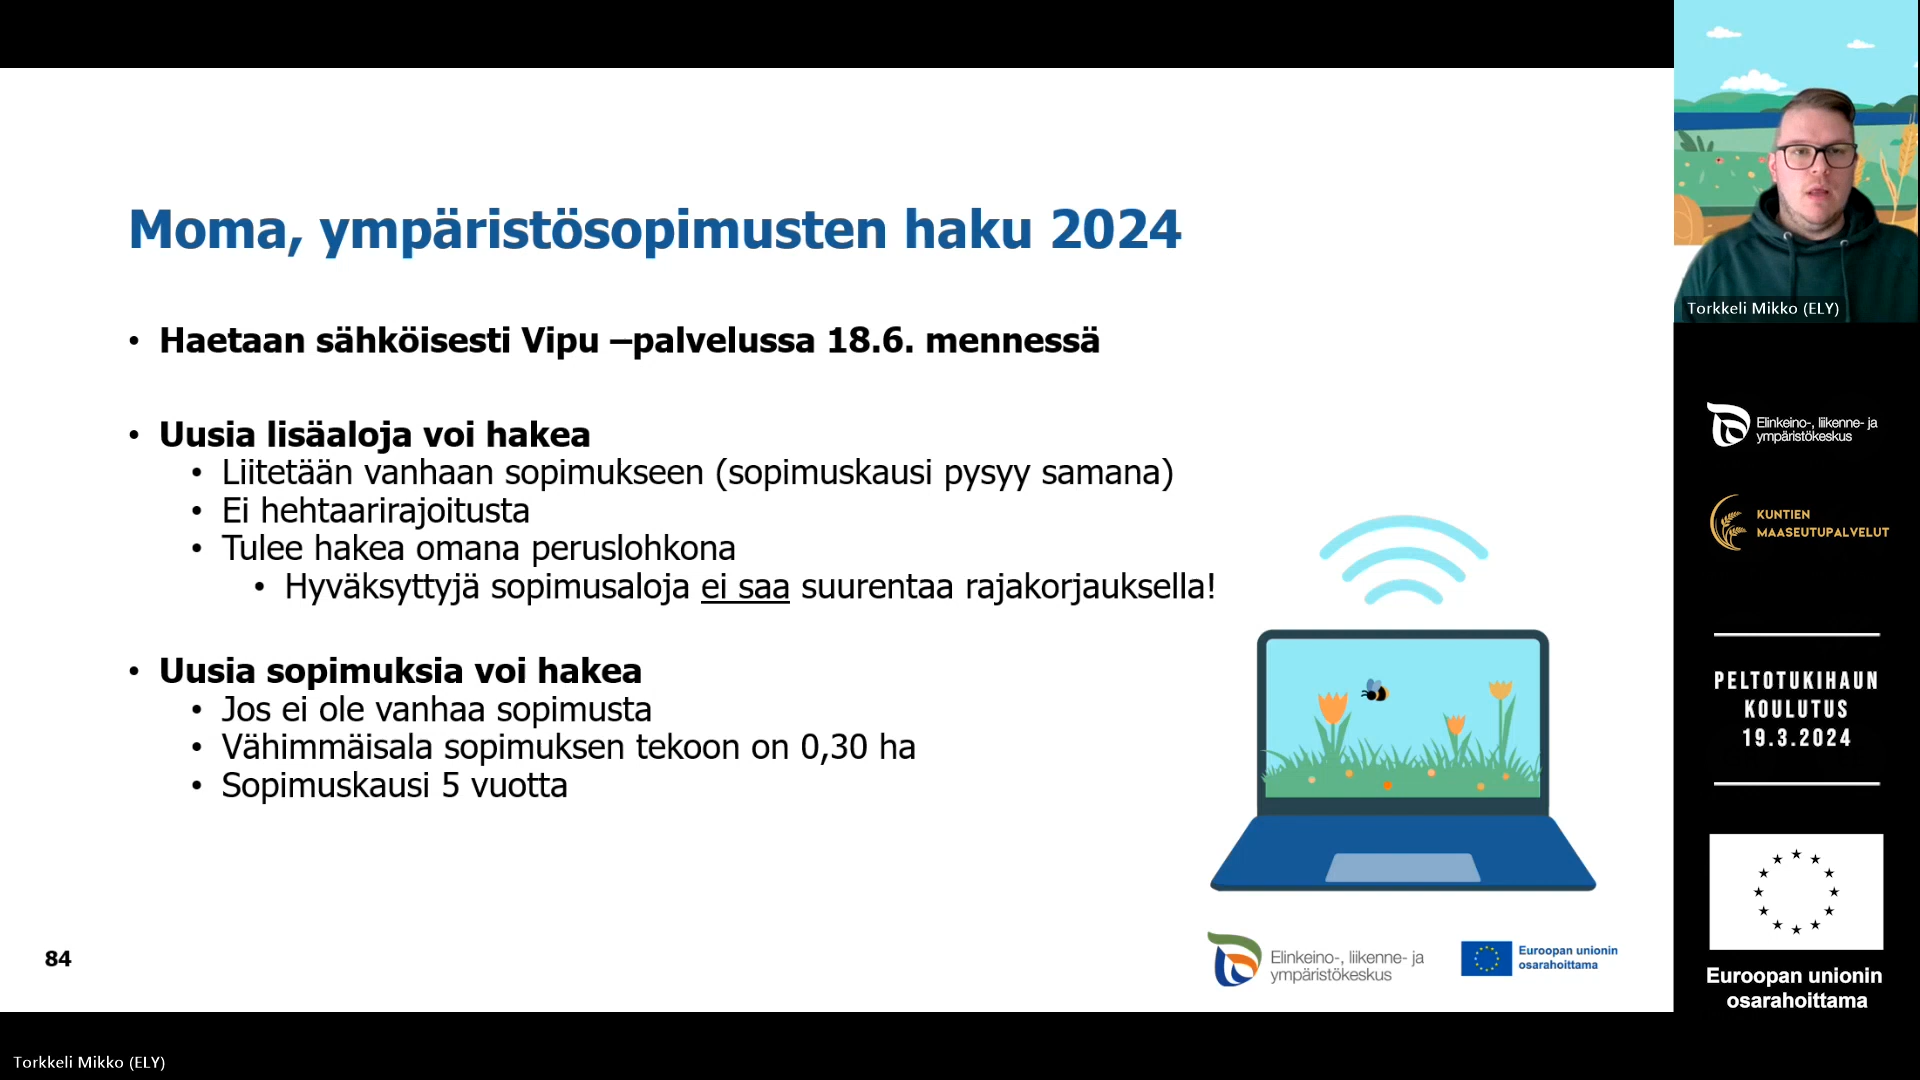 Moma, ympäristösopimusten haku 2024
• Haetaan sähköisesti Vipu –palvelussa 18.6. mennessä
• Uusia lisäaloja voi hakea
• Liitetään vanhaan sopimukseen (sopimuskausi pysyy samana)
• Ei hehtaarirajoitusta
• Tulee hakea omana peruslohkona
• Hyväksyttyjä sopimusaloja ei saa suurentaa rajakorjauksella!
• Uusia sopimuksia voi hakea
• Jos ei ole vanhaa sopimusta
• Vähimmäisala sopimuksen tekoon on 0,30 ha
• Sopimuskausi 5 vuotta
84
Elinkeino-, liikenne- ja
ympäristökeskus
Euroopan unionin
osarahoittama
Torkkeli Mikko (ELY)
Elinkeino-, liikenne- ja
ympäristökeskus
KUNTIEN
MAASEUTUPALVELUT
PELTOTUKIHAUN
KOULUTUS
19.3.2024
Euroopan unionin
osarahoittama
Torkkeli Mikko (ELY)